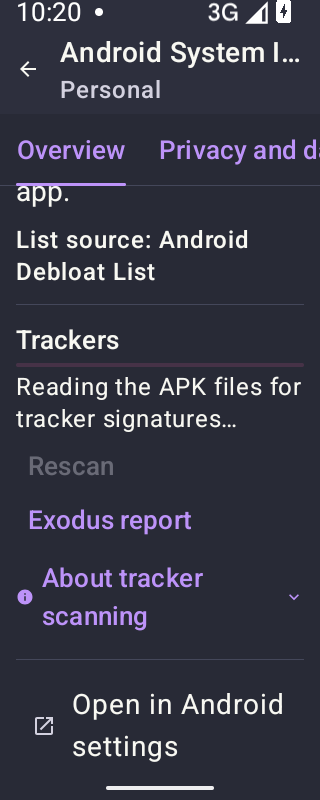 10:20
3G
Android System I…
Personal
Overview
Privacy and d
app.
List source: Android
Debloat List
Trackers
Reading the APK files for
tracker signatures…
Rescan
Exodus report
About tracker
scanning
Open in Android
settings